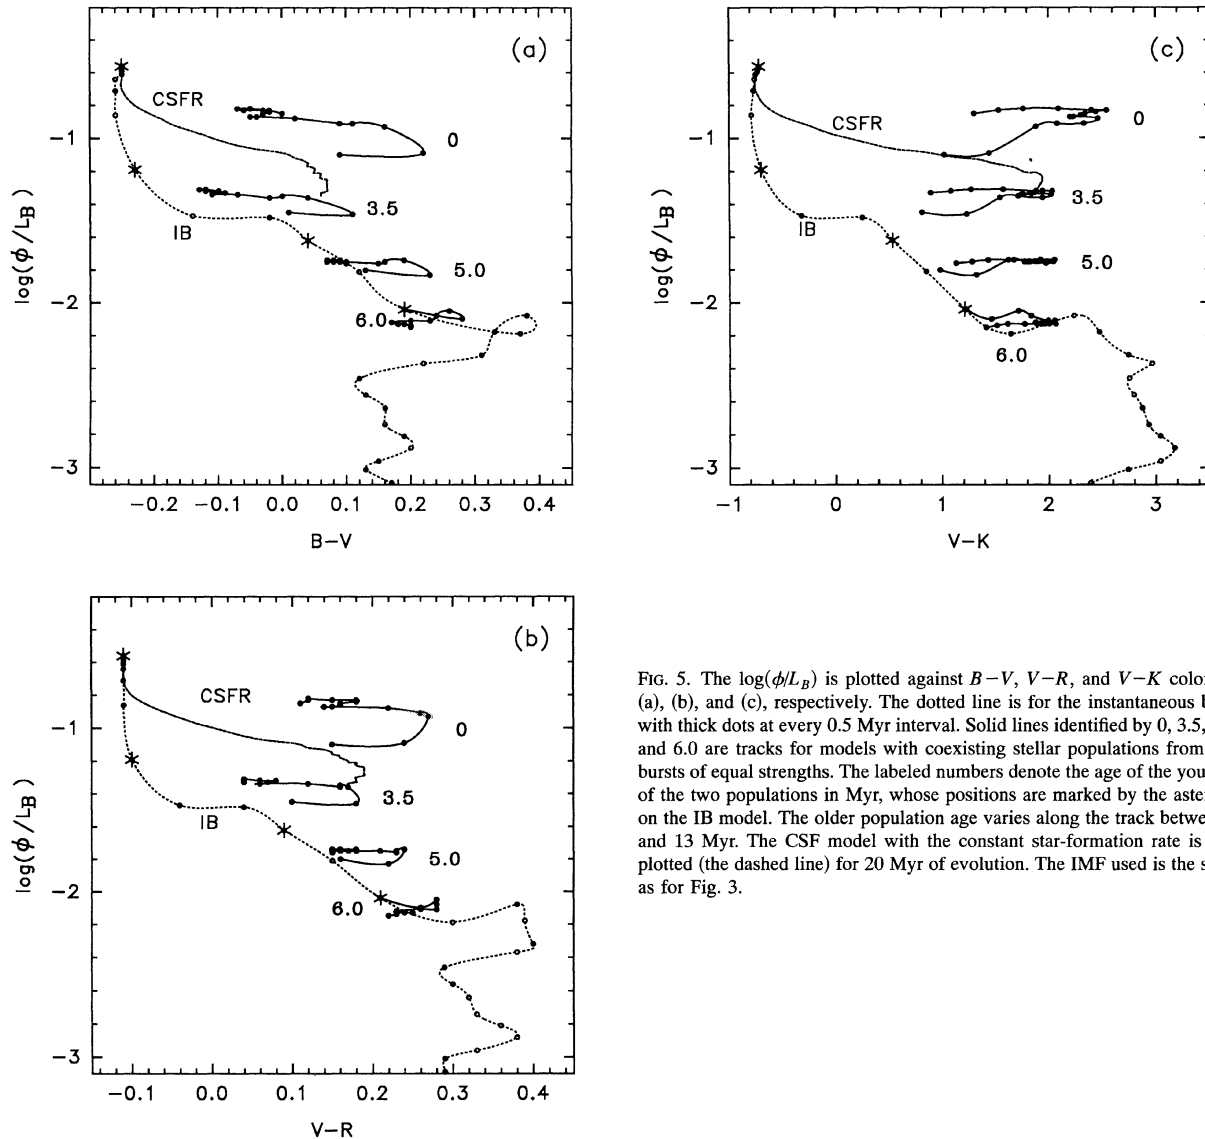 (a)
CSFR
0
3.5
IB
5.0
6.0
log(ϕ/L_B)
−1
−2
−3
−0.2 −0.1 0.0 0.1 0.2 0.3 0.4
B−V
(c)
CSFR
0
3.5
IB
5.0
6.0
log(ϕ/L_B)
−1
−2
−3
−1 0 1 2 3
V−K
(b)
CSFR
0
3.5
IB
5.0
6.0
log(ϕ/L_B)
−1
−2
−3
−0.1 0.0 0.1 0.2 0.3 0.4
V−R
FIG. 5. The log(ϕ/L_B) is plotted against B−V, V−R, and V−K color
(a), (b), and (c), respectively. The dotted line is for the instantaneous
with thick dots at every 0.5 Myr interval. Solid lines identified by 0, 3.5,
and 6.0 are tracks for models with coexisting stellar populations from
bursts of equal strengths. The labeled numbers denote the age of the
of the two populations in Myr, whose positions are marked by the
on the IB model. The older population age varies along the track
and 13 Myr. The CSF model with the constant star-formation rate is
plotted (the dashed line) for 20 Myr of evolution. The IMF used is the
as for Fig. 3.